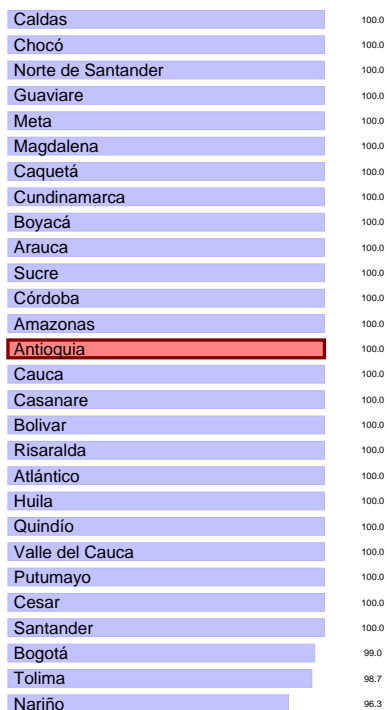 Caldas 100.0
Chocó 100.0
Norte de Santander 100.0
Guaviare 100.0
Meta 100.0
Magdalena 100.0
Caquetá 100.0
Cundinamarca 100.0
Boyacá 100.0
Arauca 100.0
Sucre 100.0
Córdoba 100.0
Amazonas 100.0
Antioquia 100.0
Cauca 100.0
Casanare 100.0
Bolivar 100.0
Risaralda 100.0
Atlántico 100.0
Huila 100.0
Quindío 100.0
Valle del Cauca 100.0
Putumayo 100.0
Cesar 100.0
Santander 100.0
Bogotá 99.0
Tolima 98.7
Nariño 96.3